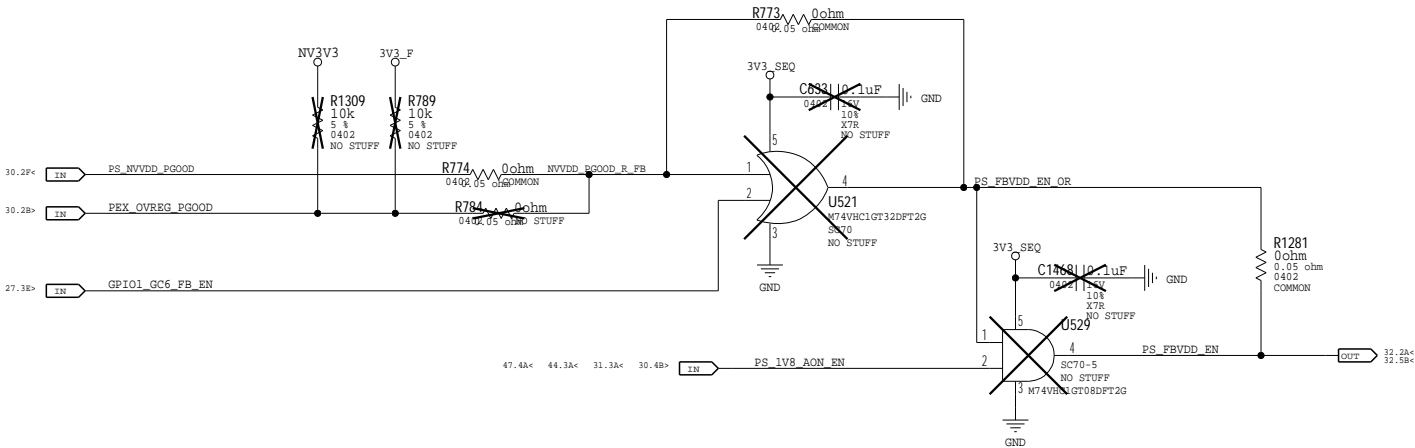 R773 0ohm
0402 0.05 ohm COMMON
NV3V3
3V3_F
R1309
10k
5 %
0402
NO STUFF
R789
10k
5 %
0402
NO STUFF
3V3_SEQ
C633 0.1uF
0402 16V
10%
X7R
NO STUFF
GND
30.2F< IN PS_NVVDD_PGOOD
R774 0ohm
0402 0.05 ohm COMMON
NVVDD_PGOOD_R_FB
1
2
5
4
3
U521
M74VHC1GT32DFT2G
SC70
NO STUFF
GND
30.2B> IN PEX_OVREG_PGOOD
R784 0ohm
0402 0.05 ohm NO STUFF
27.3E> IN GPIO1_GC6_FB_EN
PS_FBVDD_EN_OR
R1281
0ohm
0.05 ohm
0402
COMMON
3V3_SEQ
C1468 0.1uF
0402 16V
10%
X7R
NO STUFF
GND
47.4A< 44.3A< 31.3A< 30.4B> IN PS_1V8_AON_EN
1
2
5
4
3
U529
SC70-5
NO STUFF
M74VHC1GT08DFT2G
GND
PS_FBVDD_EN
OUT 32.2A<
32.5B<